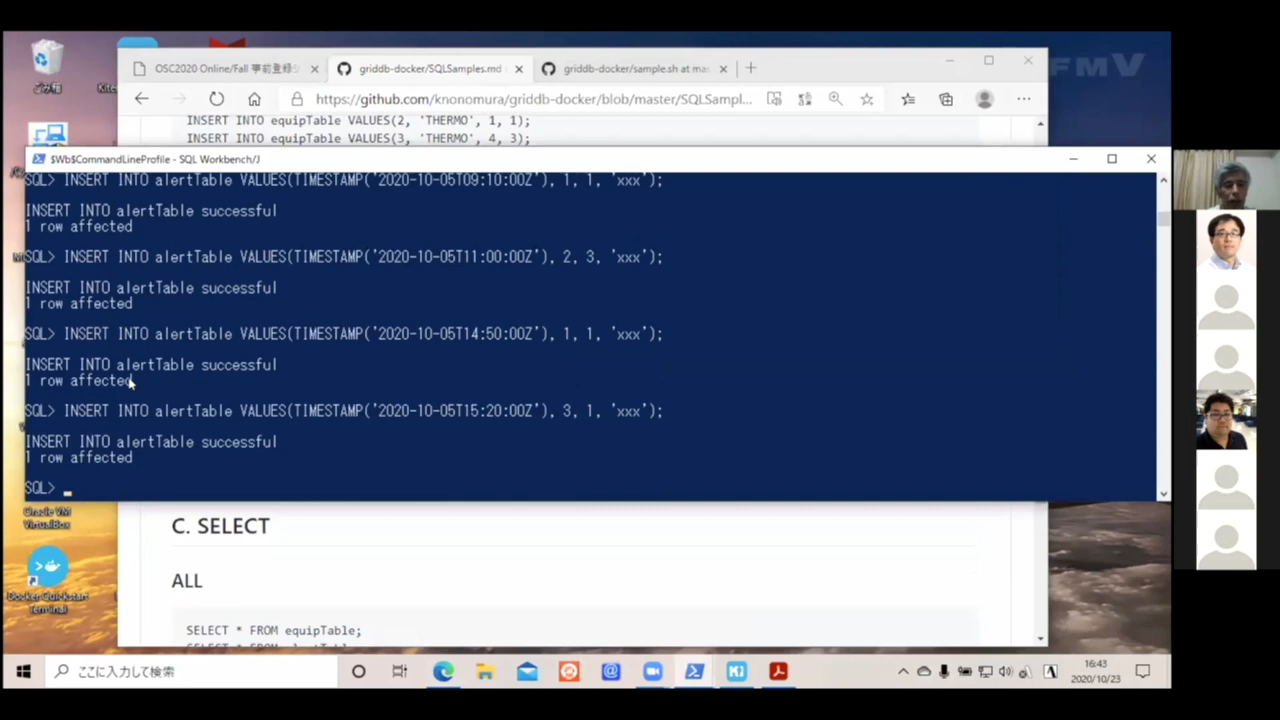 ごみ箱
FMV
OSC2020 Online/Fall 事前登録
griddb-docker/SQLSamples.md
griddb-docker/sample.sh at mas
https://github.com/knonomura/griddb-docker/blob/master/SQLSampl...
INSERT INTO equipTable VALUES(2, 'THERMO', 1, 1);
INSERT INTO equipTable VALUES(3, 'THERMO', 4, 3);
$Wb$CommandLineProfile - SQL Workbench/J
SQL> INSERT INTO alertTable VALUES(TIMESTAMP('2020-10-05T09:10:00Z'), 1, 1, 'xxx');
INSERT INTO alertTable successful
1 row affected
SQL> INSERT INTO alertTable VALUES(TIMESTAMP('2020-10-05T11:00:00Z'), 2, 3, 'xxx');
INSERT INTO alertTable successful
1 row affected
SQL> INSERT INTO alertTable VALUES(TIMESTAMP('2020-10-05T14:50:00Z'), 1, 1, 'xxx');
INSERT INTO alertTable successful
1 row affected
SQL> INSERT INTO alertTable VALUES(TIMESTAMP('2020-10-05T15:20:00Z'), 3, 1, 'xxx');
INSERT INTO alertTable successful
1 row affected
SQL>
Oracle VM
VirtualBox
C. SELECT
ALL
Docker Quickstart
Terminal
SELECT * FROM equipTable;
ここに入力して検索
A
16:43
2020/10/23